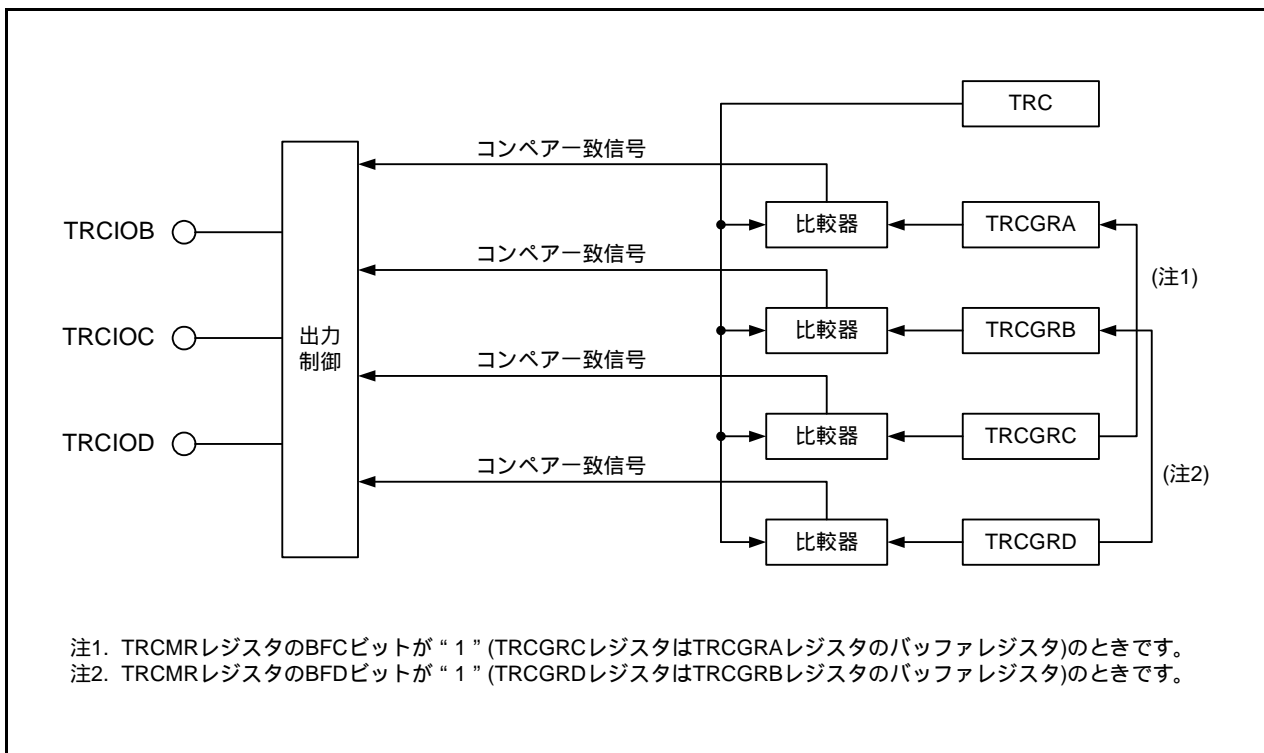 TRC
コンペア一致信号
TRCIOB
比較器
TRCGRA
コンペア一致信号
(注1)
TRCIOC
出力
制御
比較器
TRCGRB
コンペア一致信号
TRCIOD
比較器
TRCGRC
コンペア一致信号
(注2)
比較器
TRCGRD
注1. TRCMRレジスタのBFCビットが“1”(TRCGRCレジスタはTRCGRAレジスタのバッファレジスタ)のときです。
注2. TRCMRレジスタのBFDビットが“1”(TRCGRDレジスタはTRCGRBレジスタのバッファレジスタ)のときです。